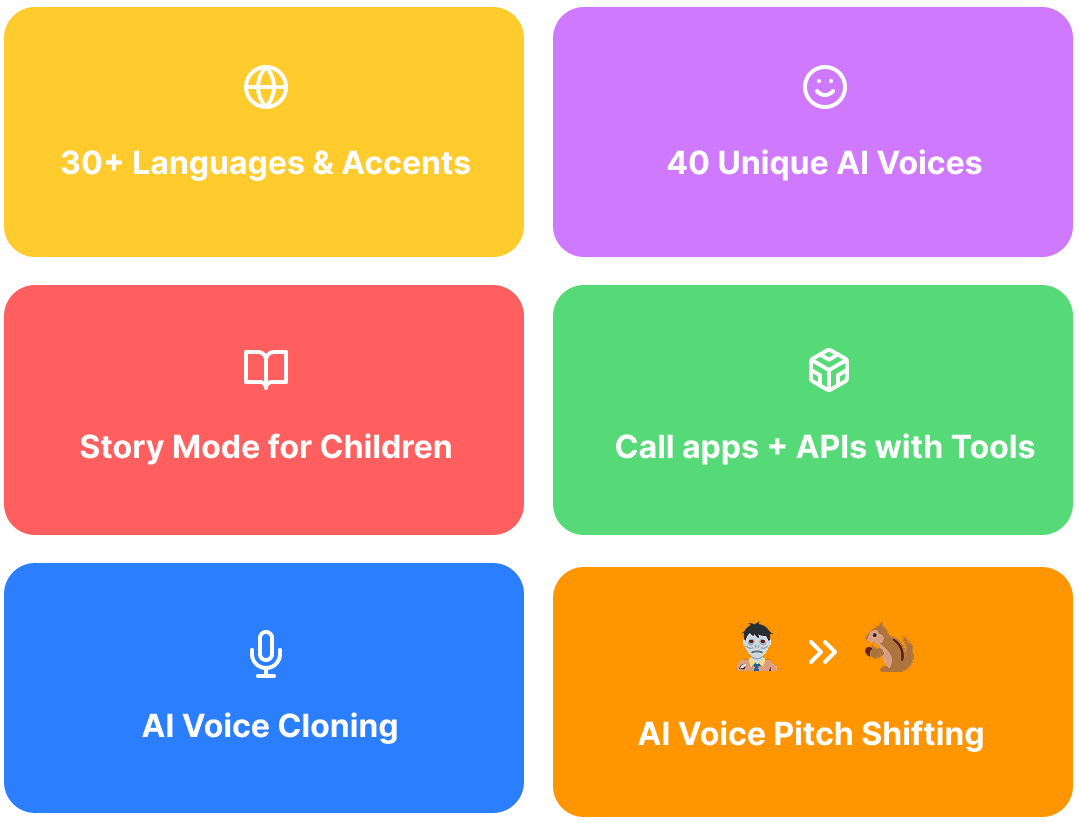 30+ Languages & Accents
40 Unique AI Voices
Story Mode for Children
Call apps + APIs with Tools
AI Voice Cloning
AI Voice Pitch Shifting